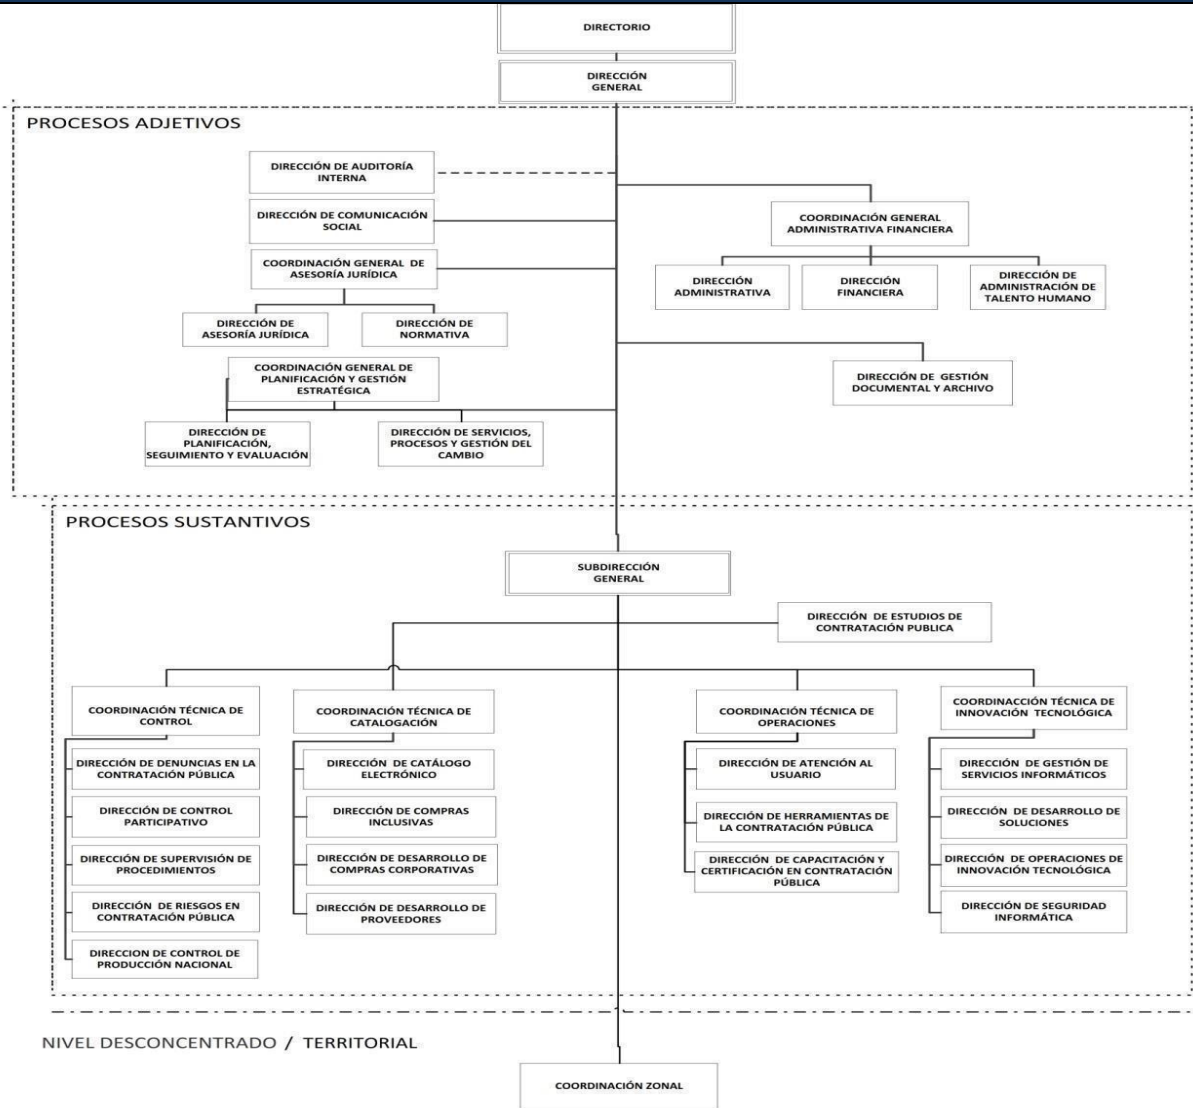 DIRECTORIO
DIRECCIÓN
GENERAL
PROCESOS ADJETIVOS
DIRECCIÓN DE AUDITORÍA
INTERNA
DIRECCIÓN DE COMUNICACIÓN
SOCIAL
COORDINACIÓN GENERAL DE
ASESORÍA JURÍDICA
DIRECCIÓN DE
ASESORÍA JURÍDICA
DIRECCIÓN DE
NORMATIVA
COORDINACIÓN GENERAL DE
PLANIFICACIÓN Y GESTIÓN
ESTRATÉGICA
DIRECCIÓN DE
PLANIFICACIÓN,
SEGUIMIENTO Y EVALUACIÓN
DIRECCIÓN DE SERVICIOS,
PROCESOS Y GESTIÓN DEL
CAMBIO
COORDINACIÓN GENERAL
ADMINISTRATIVA FINANCIERA
DIRECCIÓN
ADMINISTRATIVA
DIRECCIÓN
FINANCIERA
DIRECCIÓN DE
ADMINISTRACIÓN DE
TALENTO HUMANO
DIRECCIÓN DE GESTIÓN
DOCUMENTAL Y ARCHIVO
PROCESOS SUSTANTIVOS
SUBDIRECCIÓN
GENERAL
DIRECCIÓN DE ESTUDIOS DE
CONTRATACIÓN PUBLICA
COORDINACIÓN TÉCNICA DE
CONTROL
DIRECCIÓN DE DENUNCIAS EN LA
CONTRATACIÓN PÚBLICA
DIRECCIÓN DE CONTROL
PARTICIPATIVO
DIRECCIÓN DE SUPERVISIÓN DE
PROCEDIMIENTOS
DIRECCIÓN DE RIESGOS EN
CONTRATACIÓN PÚBLICA
DIRECCION DE CONTROL DE
PRODUCCIÓN NACIONAL
COORDINACIÓN TÉCNICA DE
CATALOGACIÓN
DIRECCIÓN DE CATÁLOGO
ELECTRÓNICO
DIRECCIÓN DE COMPRAS
INCLUSIVAS
DIRECCIÓN DE DESARROLLO DE
COMPRAS CORPORATIVAS
DIRECCIÓN DE DESARROLLO DE
PROVEEDORES
COORDINACIÓN TÉCNICA DE
OPERACIONES
DIRECCIÓN DE ATENCIÓN AL
USUARIO
DIRECCIÓN DE HERRAMIENTAS DE
LA CONTRATACIÓN PÚBLICA
DIRECCIÓN DE CAPACITACIÓN Y
CERTIFICACIÓN EN CONTRATACIÓN
PÚBLICA
COORDINACCIÓN TÉCNICA DE
INNOVACIÓN TECNOLÓGICA
DIRECCIÓN DE GESTIÓN DE
SERVICIOS INFORMÁTICOS
DIRECCIÓN DE DESARROLLO DE
SOLUCIONES
DIRECCIÓN DE OPERACIONES DE
INNOVACIÓN TECNOLÓGICA
DIRECCIÓN DE SEGURIDAD
INFORMÁTICA
NIVEL DESCONCENTRADO / TERRITORIAL
COORDINACIÓN ZONAL